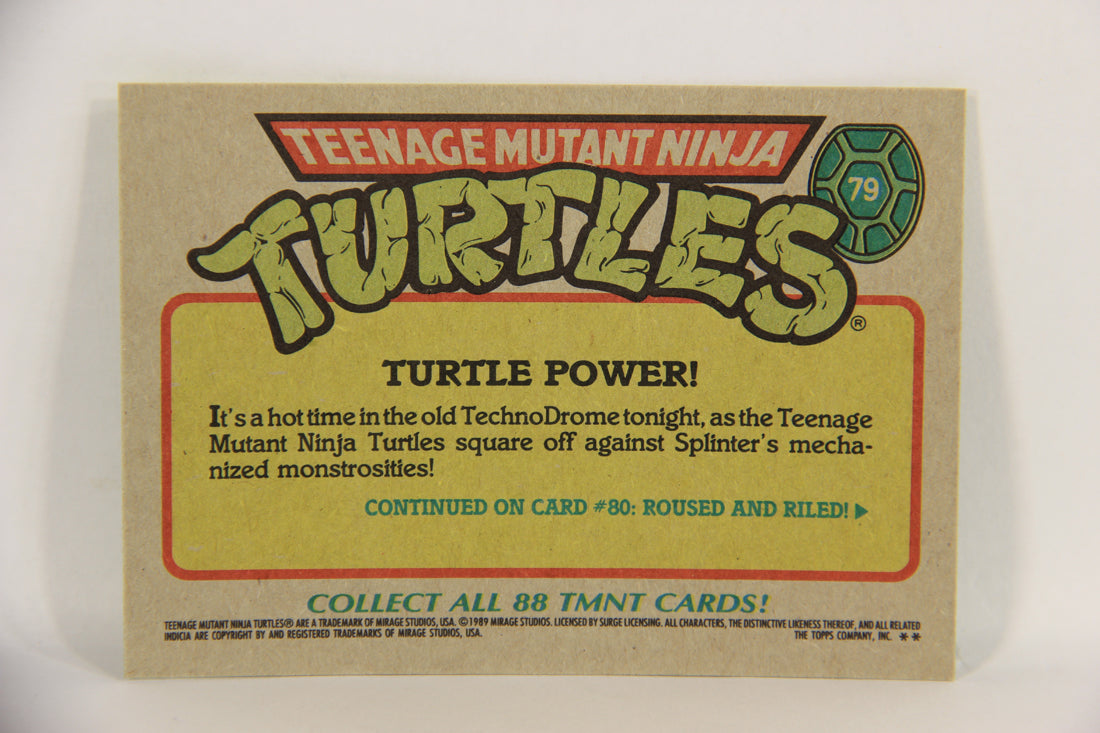 TEENAGE MUTANT NINJA
TURTLES®
79
TURTLE POWER!
It's a hot time in the old TechnoDrome tonight, as the Teenage
Mutant Ninja Turtles square off against Splinter's mecha-
nized monstrosities!
CONTINUED ON CARD #80: ROUSED AND RILED! ▶
COLLECT ALL 88 TMNT CARDS!
TEENAGE MUTANT NINJA TURTLES® ARE A TRADEMARK OF MIRAGE STUDIOS, USA. ©1989 MIRAGE STUDIOS. LICENSED BY SURGE LICENSING. ALL CHARACTERS, THE DISTINCTIVE LIKENESS THEREOF, AND ALL RELATED
INDICIA ARE COPYRIGHT BY AND REGISTERED TRADEMARKS OF MIRAGE STUDIOS, USA. THE TOPPS COMPANY, INC. **